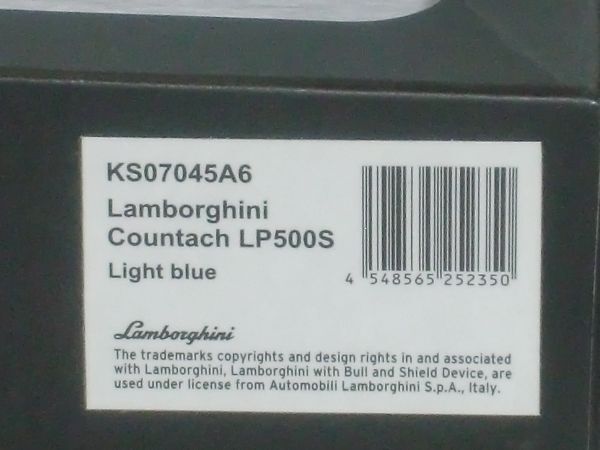 KS07045A6
Lamborghini
Countach LP500S
Light blue
4 548565 252350
Lamborghini
The trademarks copyrights and design rights in and associated
with Lamborghini, Lamborghini with Bull and Shield Device, are
used under license from Automobili Lamborghini S.p.A., Italy.